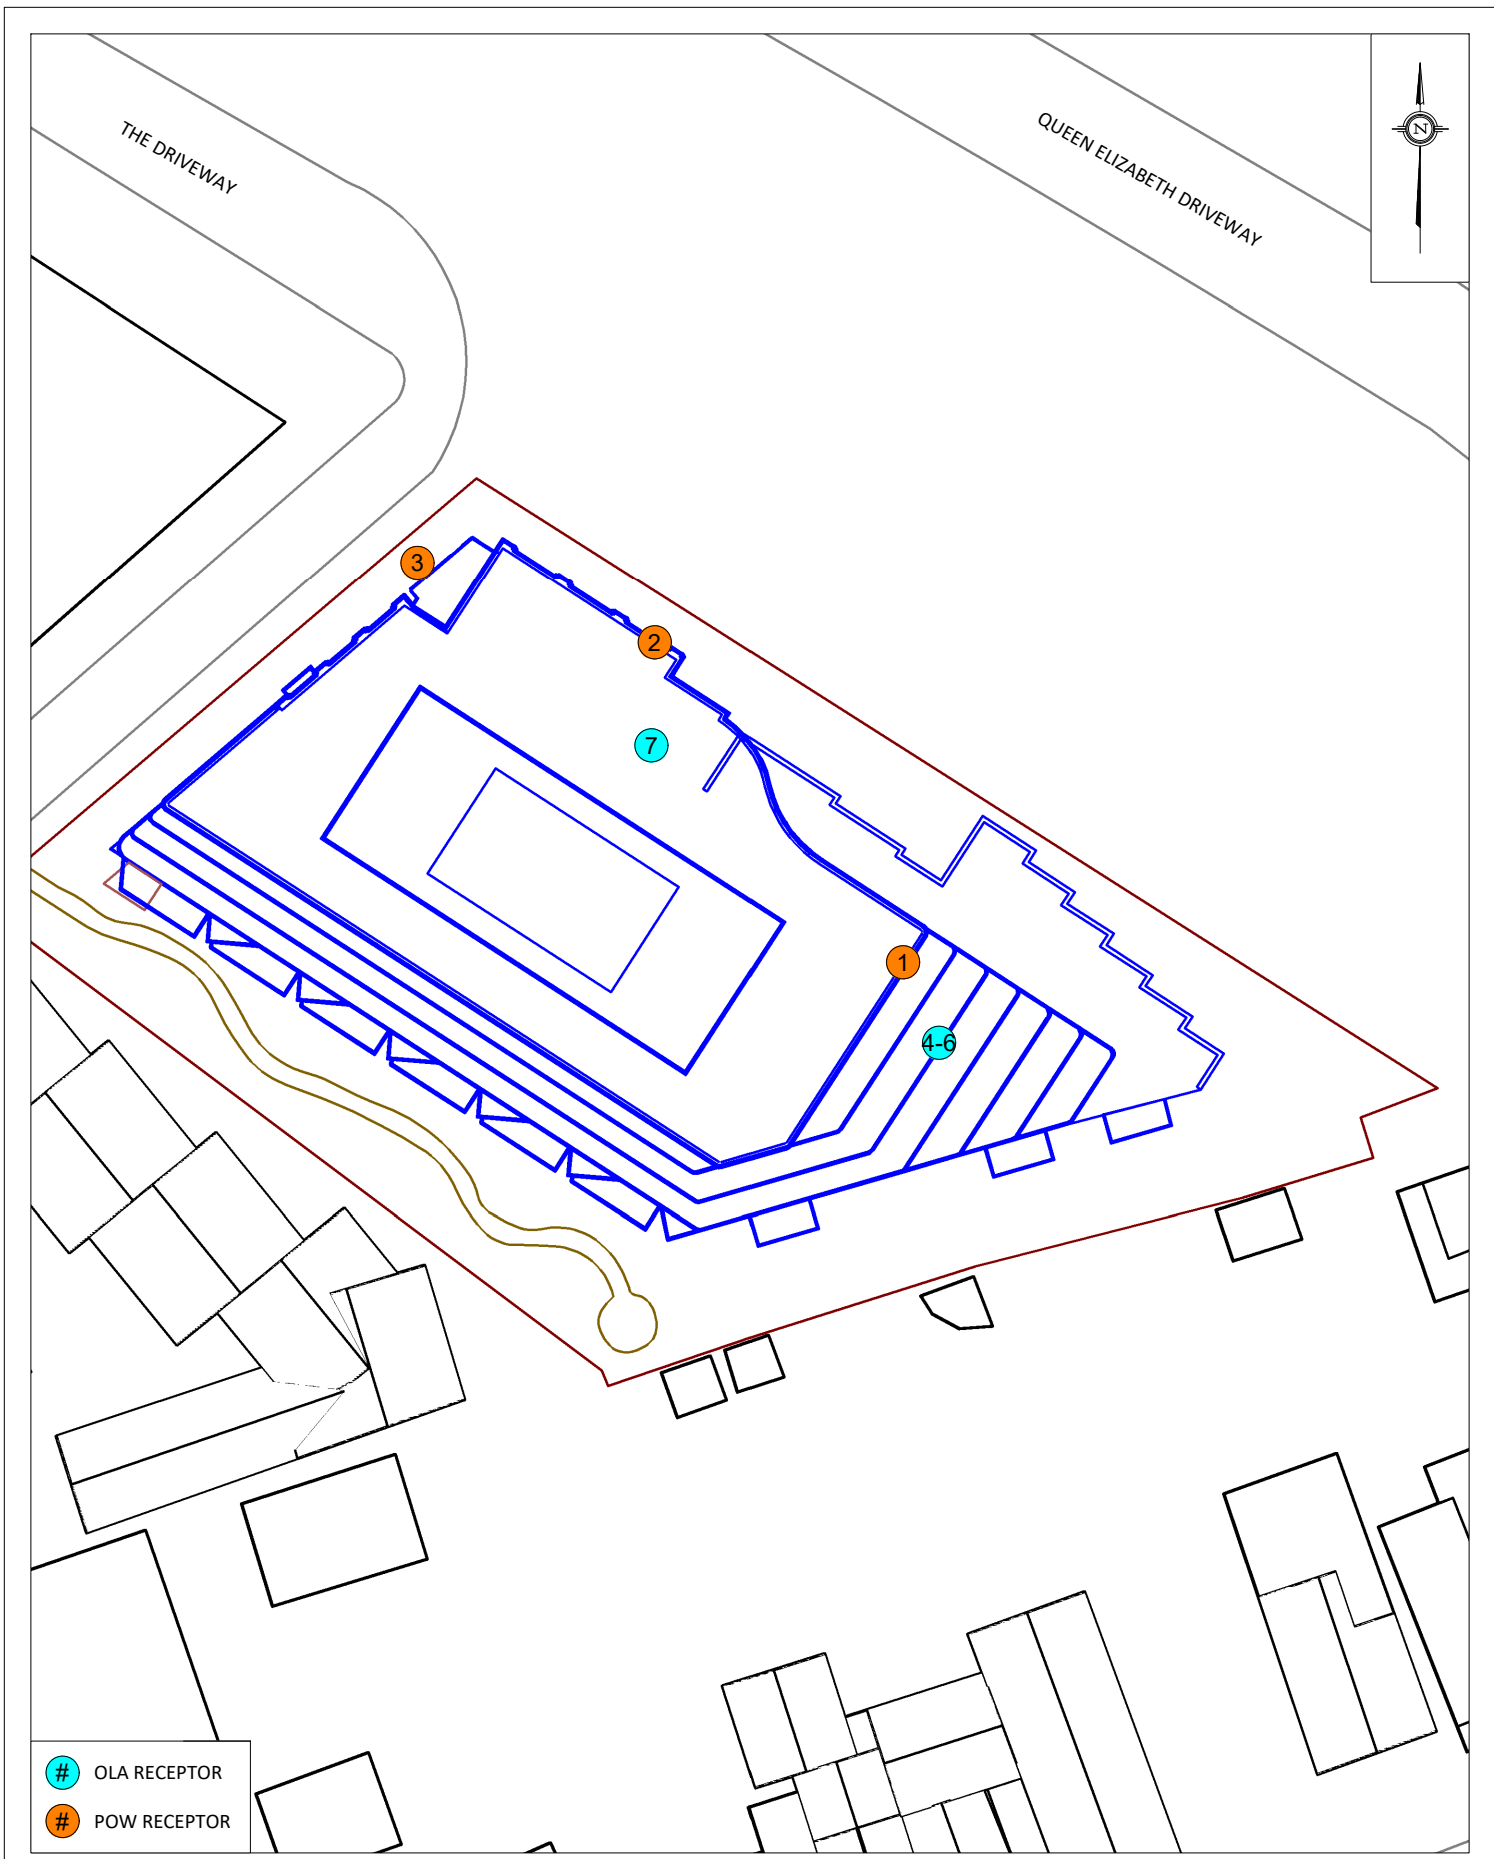 THE DRIVEWAY
QUEEN ELIZABETH DRIVEWAY
N
3
2
7
1
4-6
# OLA RECEPTOR
# POW RECEPTOR